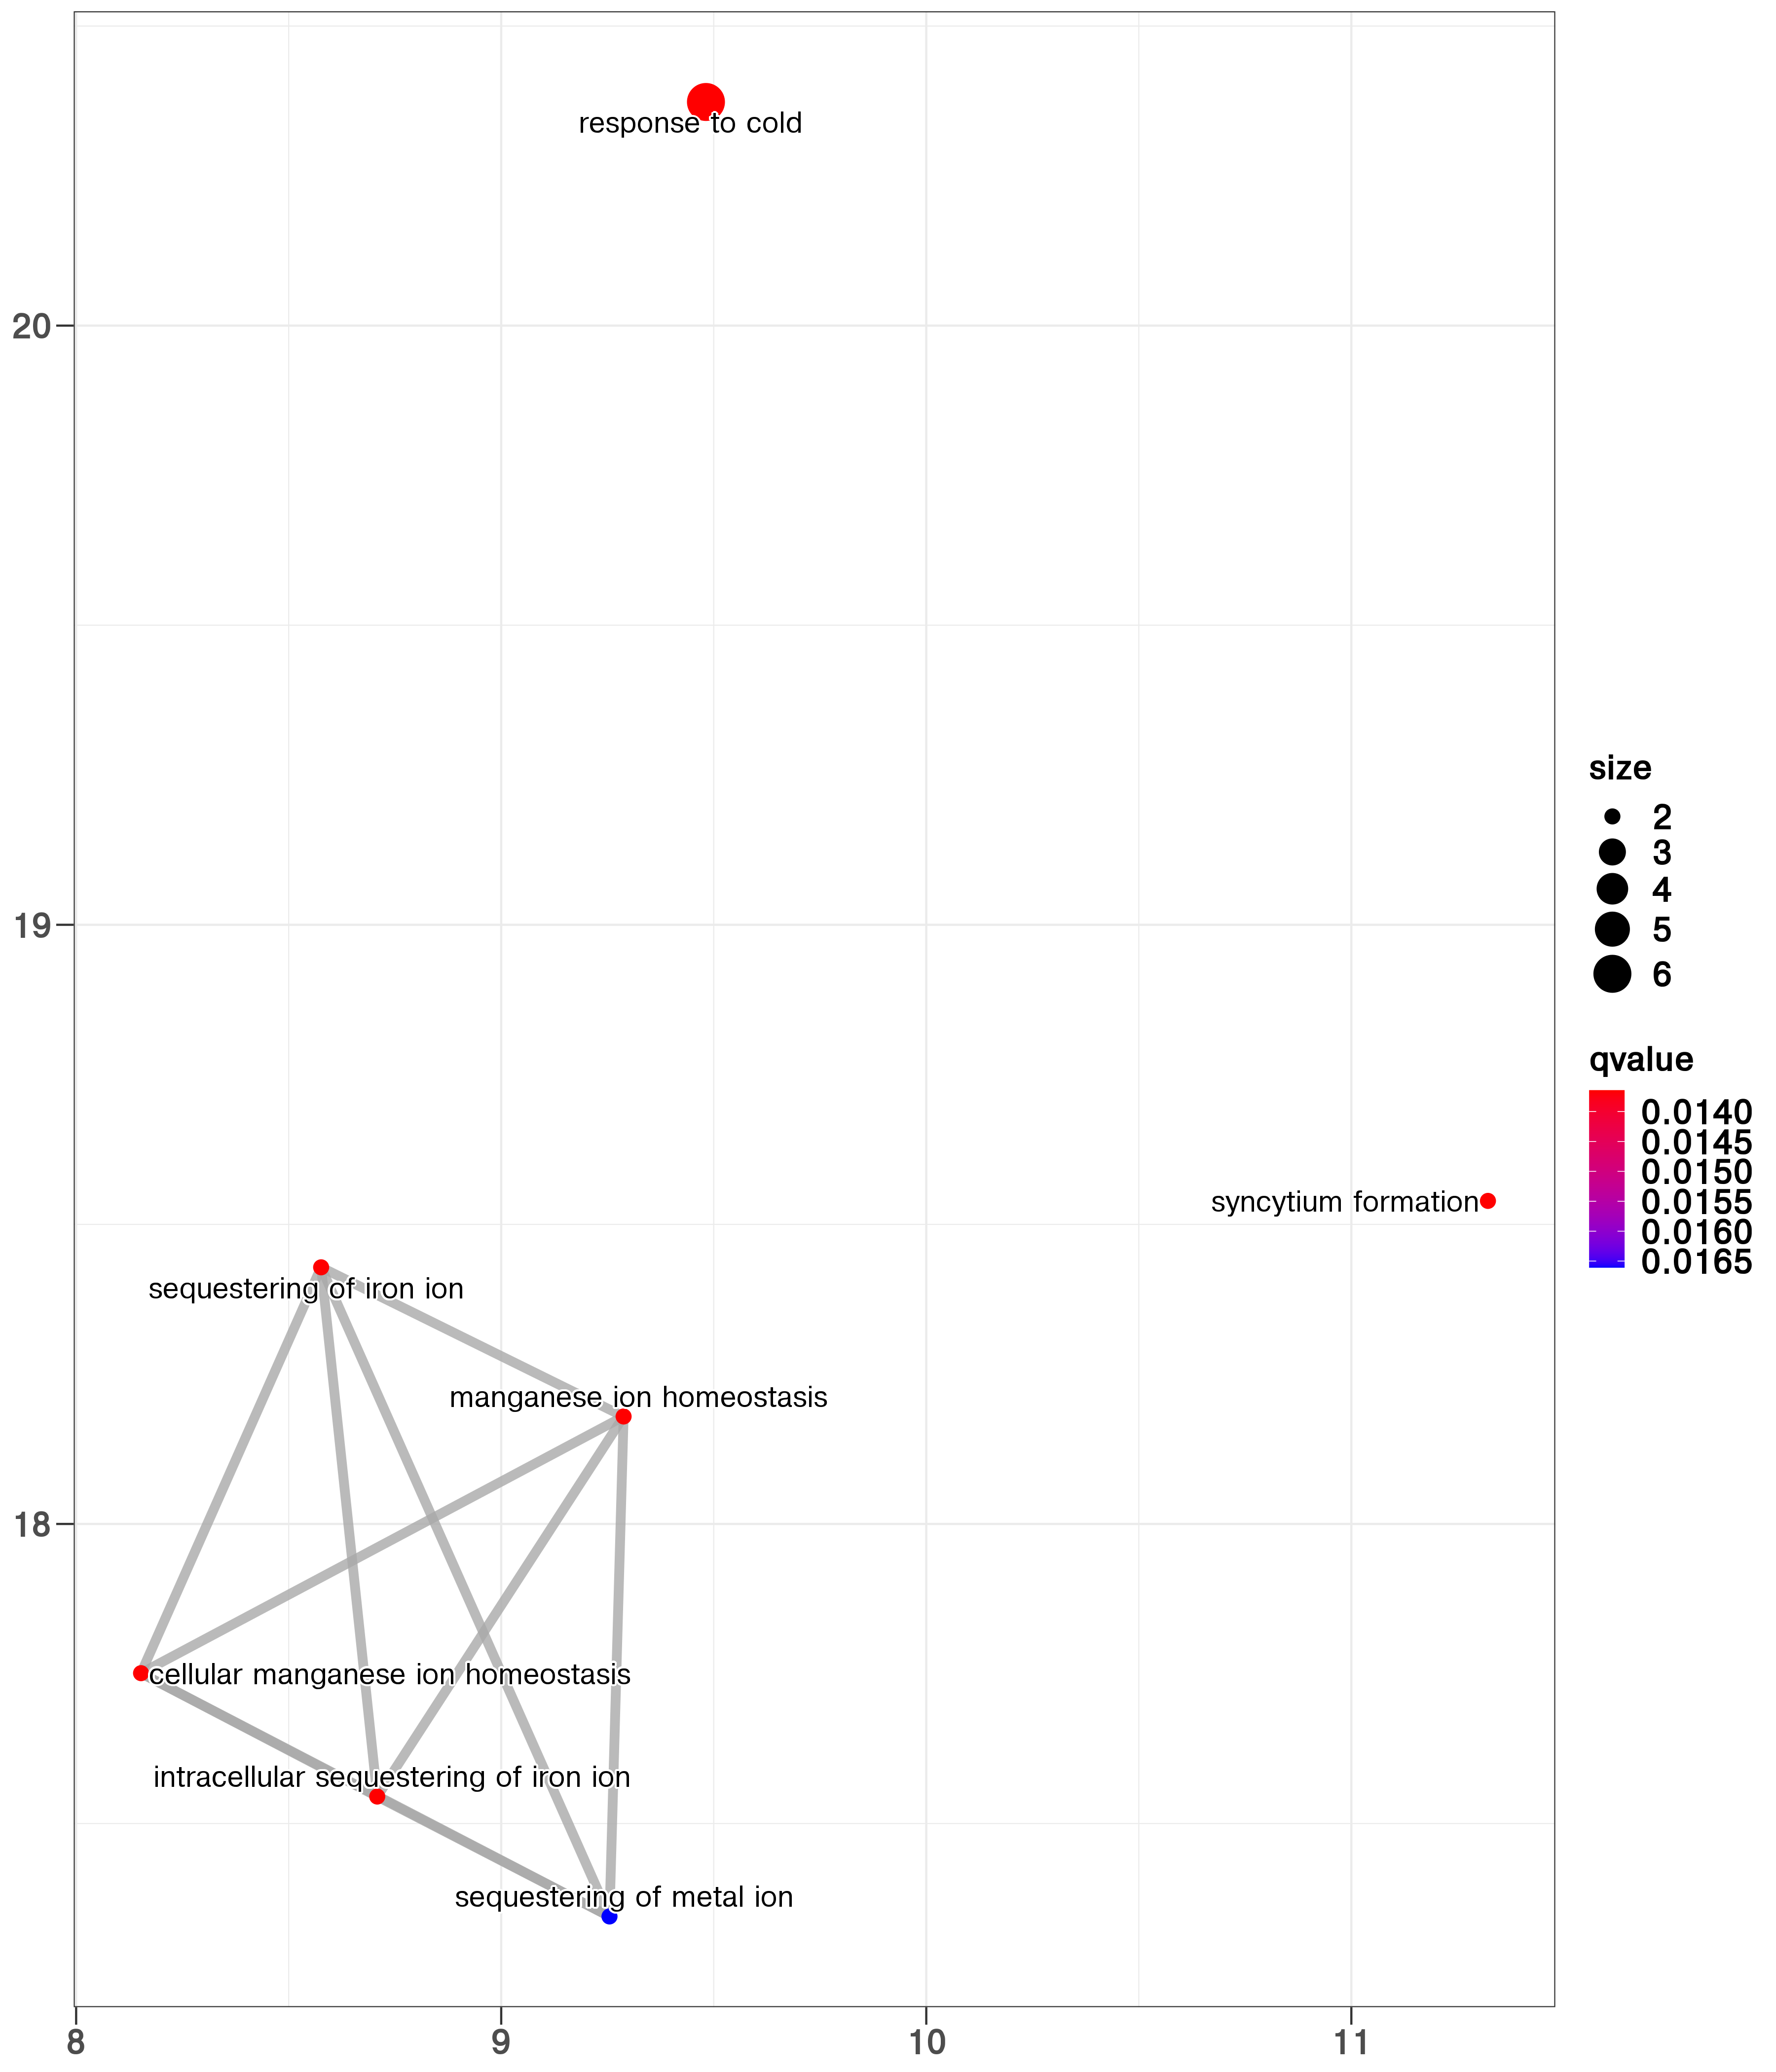 response to cold
20
19
size
2
3
4
5
6
qvalue
0.0140
0.0145
0.0150
0.0155
0.0160
0.0165
syncytium formation
sequestering of iron ion
manganese ion homeostasis
18
cellular manganese ion homeostasis
intracellular sequestering of iron ion
sequestering of metal ion
8
9
10
11